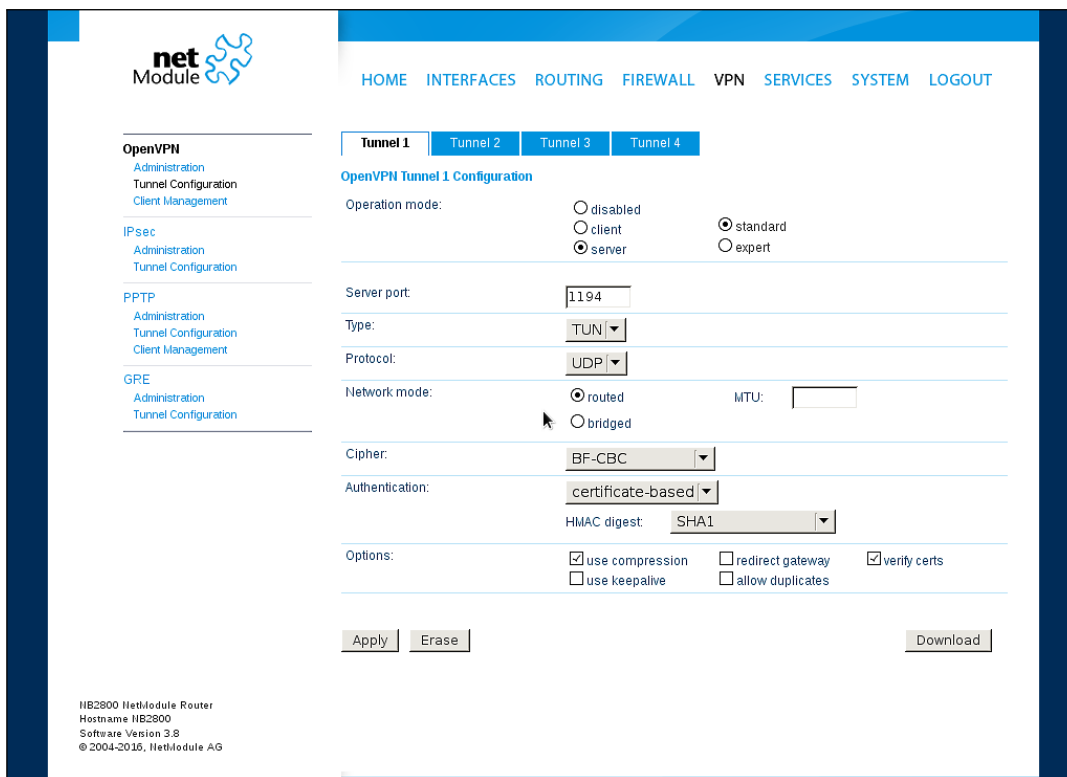 net
Module
HOME INTERFACES ROUTING FIREWALL VPN SERVICES SYSTEM LOGOUT
OpenVPN
Administration
Tunnel Configuration
Client Management
IPsec
Administration
Tunnel Configuration
PPTP
Administration
Tunnel Configuration
Client Management
GRE
Administration
Tunnel Configuration
Tunnel 1 Tunnel 2 Tunnel 3 Tunnel 4
OpenVPN Tunnel 1 Configuration
Operation mode:
disabled
client
server
standard
expert
Server port: 1194
Type: TUN
Protocol: UDP
Network mode: routed MTU:
bridged
Cipher: BF-CBC
Authentication: certificate-based
HMAC digest: SHA1
Options: use compression redirect gateway verify certs
use keepalive allow duplicates
Apply Erase Download
NB2800 NetModule Router
Hostname NB2800
Software Version 3.8
© 2004-2016, NetModule AG